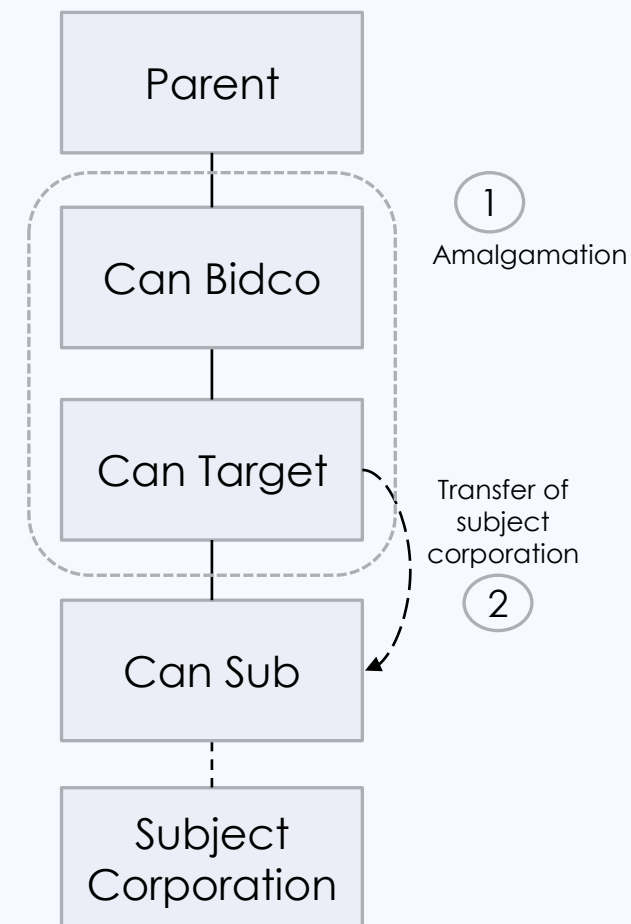 Parent
1
Amalgamation
Can Bidco
Can Target
Transfer of
subject
corporation
2
Can Sub
Subject
Corporation